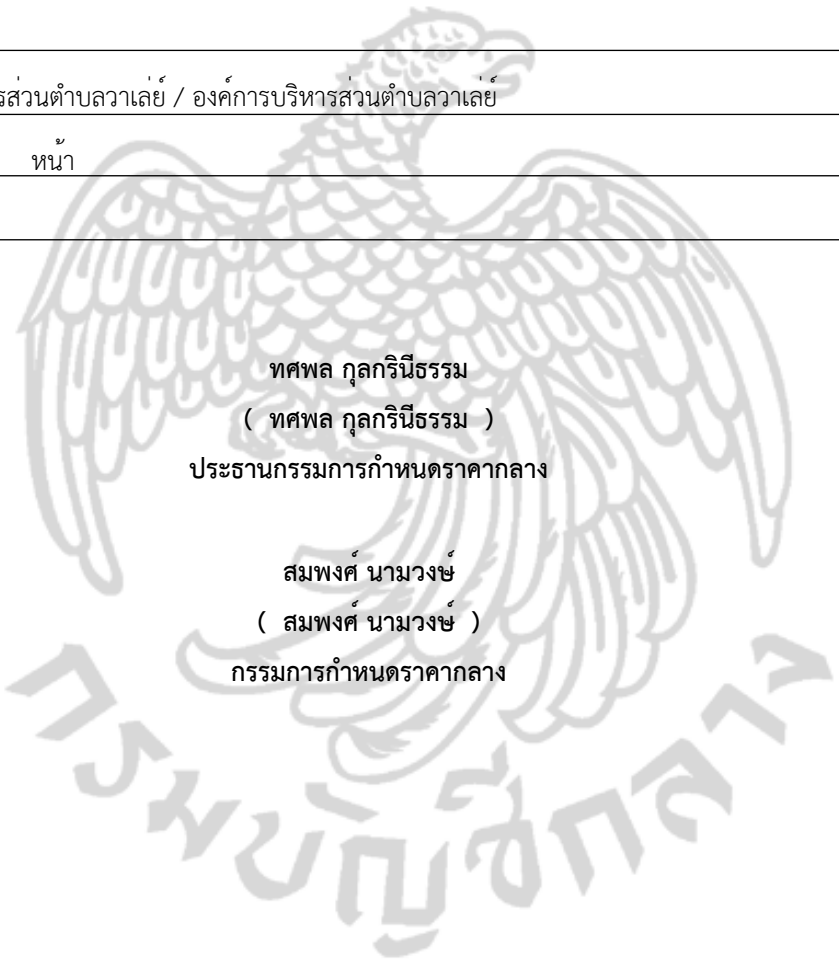 รส่วนตำบลวาเล่ย์ / องค์การบริหารส่วนตำบลวาเล่ย์
หน้า
ทศพล กุลกรินีธรรม
( ทศพล กุลกรินีธรรม )
ประธานกรรมการกำหนดราคากลาง
สมพงศ์ นามวงษ์
( สมพงศ์ นามวงษ์ )
กรรมการกำหนดราคากลาง
กรมบัญชีกลาง